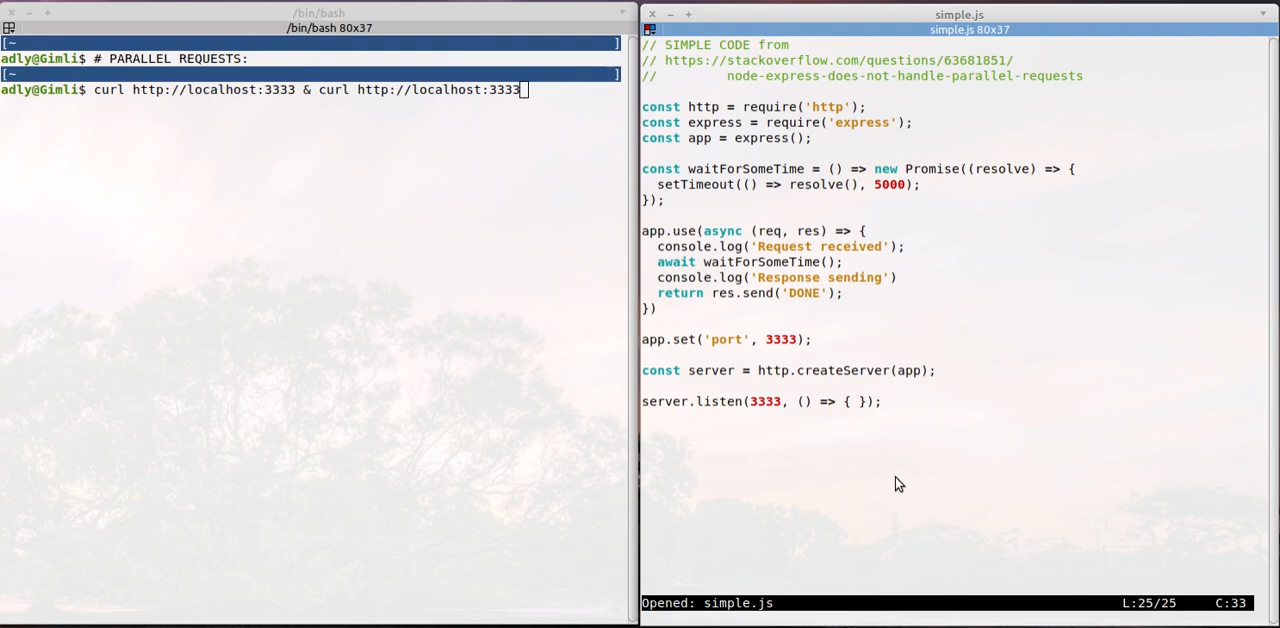 /bin/bash
/bin/bash 80x37
[~ ]
adly@Gimli$ # PARALLEL REQUESTS:
[~ ]
adly@Gimli$ curl http://localhost:3333 & curl http://localhost:3333
simple.js
simple.js 80x37
// SIMPLE CODE from
// https://stackoverflow.com/questions/63681851/
//         node-express-does-not-handle-parallel-requests
const http = require('http');
const express = require('express');
const app = express();
const waitForSomeTime = () => new Promise((resolve) => {
  setTimeout(() => resolve(), 5000);
});
app.use(async (req, res) => {
  console.log('Request received');
  await waitForSomeTime();
  console.log('Response sending')
  return res.send('DONE');
})
app.set('port', 3333);
const server = http.createServer(app);
server.listen(3333, () => { });
Opened: simple.js L:25/25 C:33